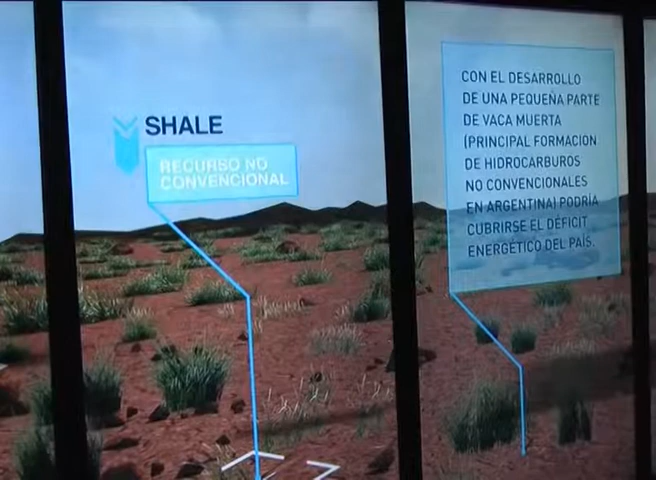 SHALE
RECURSO NO
CONVENCIONAL
CON EL DESARROLLO
DE UNA PEQUEÑA PARTE
DE VACA MUERTA
(PRINCIPAL FORMACIÓN
DE HIDROCARBUROS
NO CONVENCIONALES
EN ARGENTINA) PODRÍA
CUBRIRSE EL DÉFICIT
ENERGÉTICO DEL PAÍS.